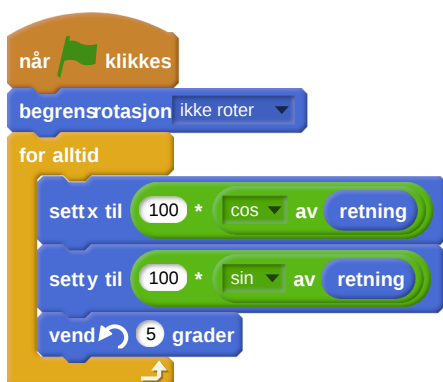 når klikkes
begrens rotasjon ikke roter
for alltid
sett x til 100 * cos av retning
sett y til 100 * sin av retning
vend 5 grader